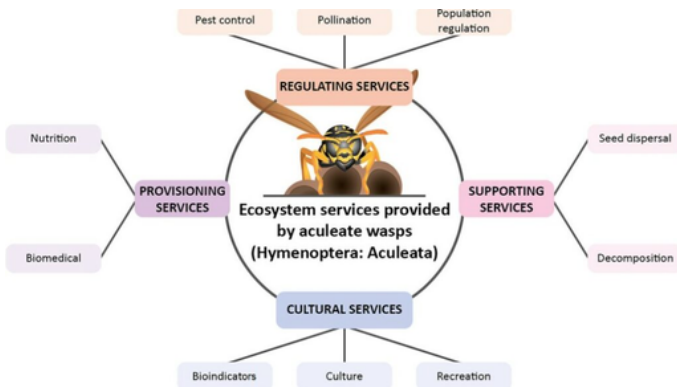 Pest control
Pollination
Population
regulation
REGULATING SERVICES
Nutrition
Seed dispersal
PROVISIONING
SERVICES
SUPPORTING
SERVICES
Ecosystem services provided
by aculeate wasps
(Hymenoptera: Aculeata)
Biomedical
Decomposition
CULTURAL SERVICES
Bioindicators
Culture
Recreation